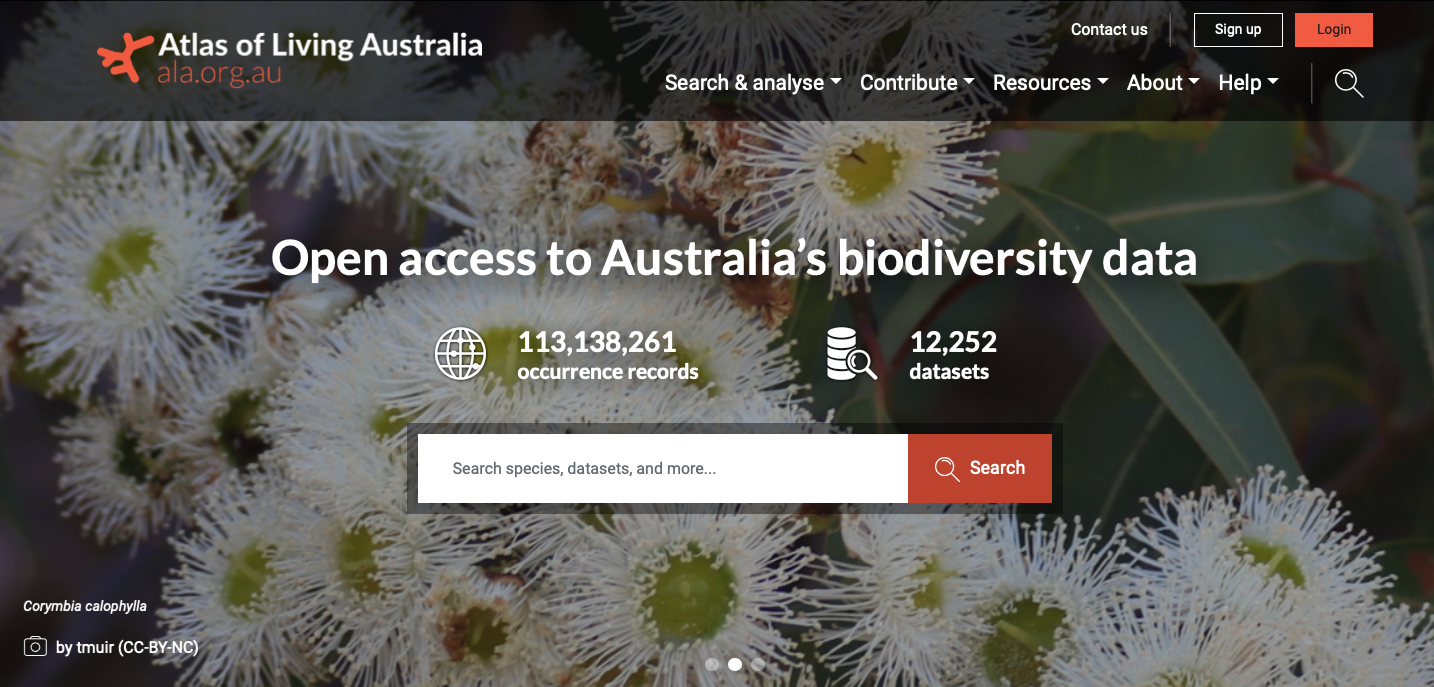 Atlas of Living Australia
ala.org.au
Contact us
Sign up
Login
Search & analyse
Contribute
Resources
About
Help
Open access to Australia’s biodiversity data
113,138,261
occurrence records
12,252
datasets
Search species, datasets, and more...
Search
Corymbia calophylla
by tmuir (CC-BY-NC)